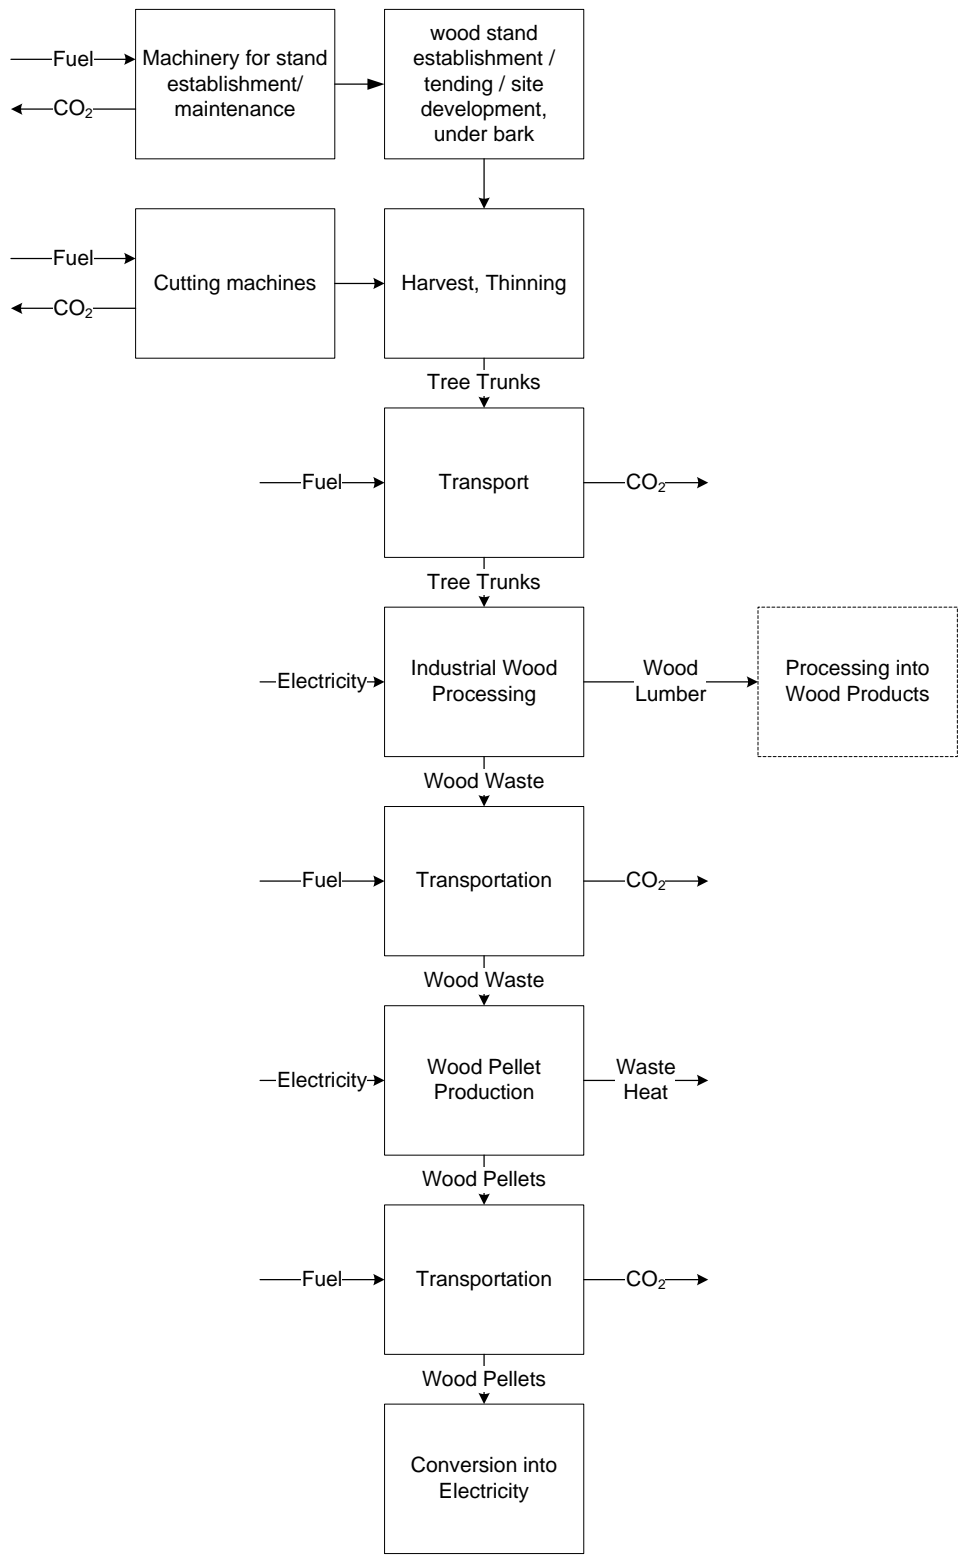 Fuel
CO₂
Machinery for stand
establishment/
maintenance
wood stand
establishment /
tending / site
development,
under bark
Fuel
CO₂
Cutting machines
Harvest, Thinning
Tree Trunks
Fuel
Transport
CO₂
Tree Trunks
Electricity
Industrial Wood
Processing
Wood
Lumber
Processing into
Wood Products
Wood Waste
Fuel
Transportation
CO₂
Wood Waste
Electricity
Wood Pellet
Production
Waste
Heat
Wood Pellets
Fuel
Transportation
CO₂
Wood Pellets
Conversion into
Electricity